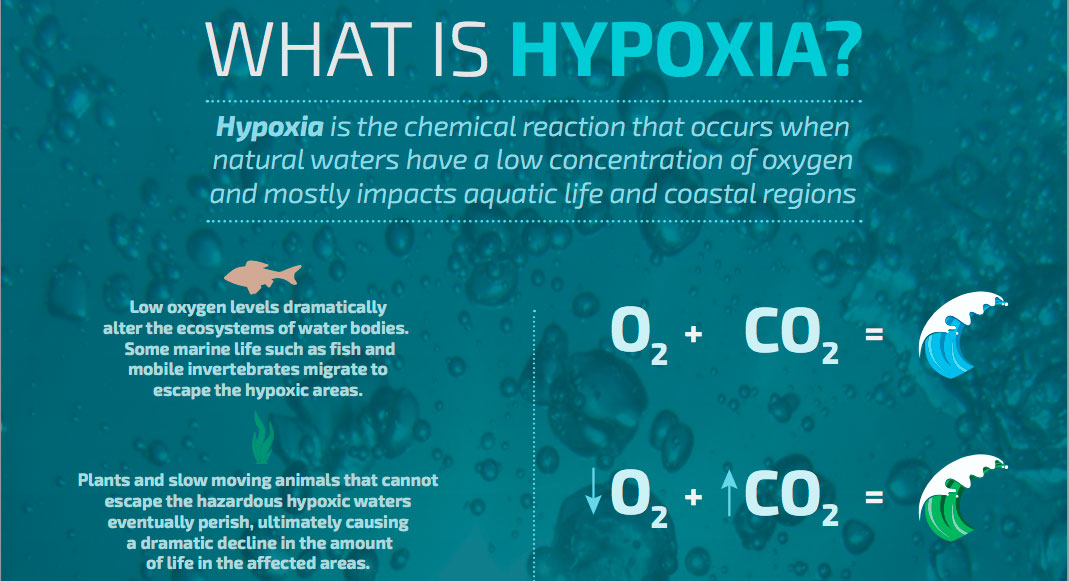 WHAT IS HYPOXIA?
Hypoxia is the chemical reaction that occurs when
natural waters have a low concentration of oxygen
and mostly impacts aquatic life and coastal regions
Low oxygen levels dramatically
alter the ecosystems of water bodies.
Some marine life such as fish and
mobile invertebrates migrate to
escape the hypoxic areas.
Plants and slow moving animals that cannot
escape the hazardous hypoxic waters
eventually perish, ultimately causing
a dramatic decline in the amount
of life in the affected areas.
O₂ + CO₂ =
↓O₂ + ↑CO₂ =